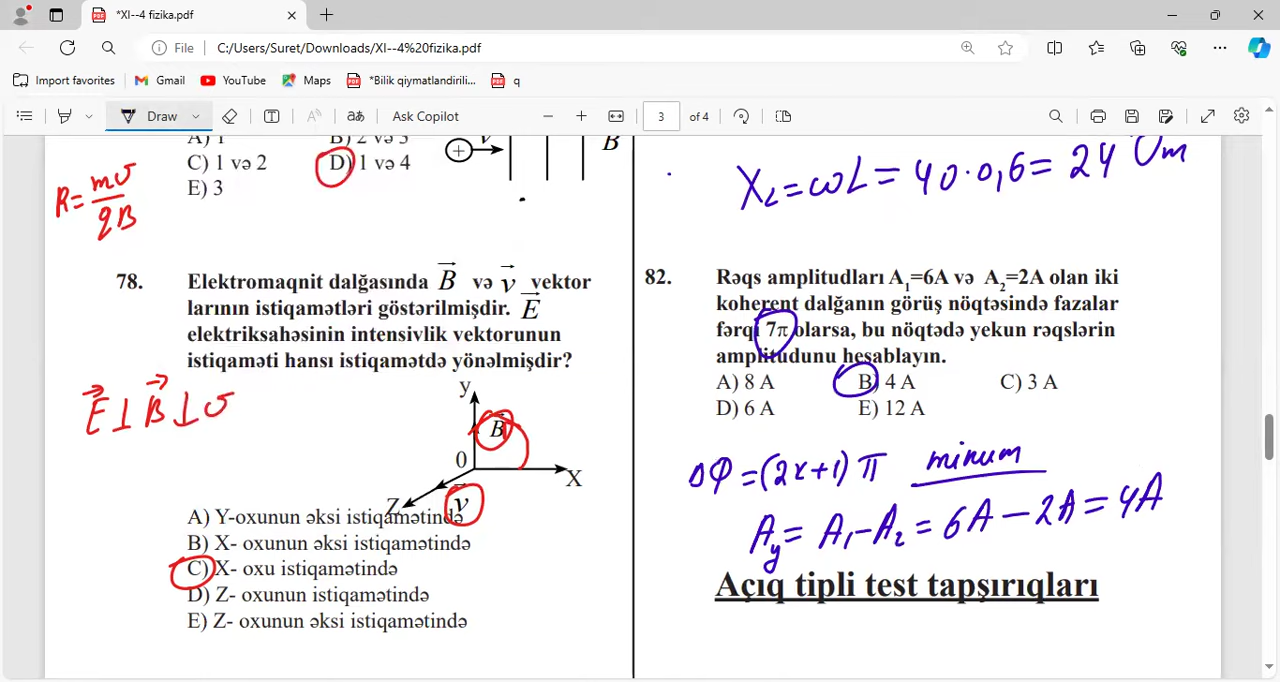 *XI--4 fizika.pdf
File C:/Users/Suret/Downloads/XI--4%20fizika.pdf
Import favorites Gmail YouTube Maps *Bilik qiymatlandirili... q
Draw Ask Copilot 3 of 4
A) 1 B) 2 və 3
C) 1 və 2 D) 1 və 4
E) 3
V B
R = mυ / qB
78. Elektromaqnit dalğasında B və v vektor
larının istiqamətləri göstərilmişdir. E
elektriksahəsinin intensivlik vektorunun
istiqaməti hansı istiqamətdə yönəlmişdir?
E ⊥ B ⊥ υ
y
B
0
X
Z
v
A) Y-oxunun əksi istiqamətində
B) X- oxunun əksi istiqamətində
C) X- oxu istiqamətində
D) Z- oxunun istiqamətində
E) Z- oxunun əksi istiqamətində
X_L = ωL = 40·0,6 = 24 Om
82. Rəqs amplitudları A₁=6A və A₂=2A olan iki
koherent dalğanın görüş nöqtəsində fazalar
fərqi 7π olarsa, bu nöqtədə yekun rəqslərin
amplitudunu hesablayın.
A) 8 A B) 4 A C) 3 A
D) 6 A E) 12 A
Δφ = (2k+1) π minum
A_y = A₁ – A₂ = 6A – 2A = 4A
Açıq tipli test tapşırıqları